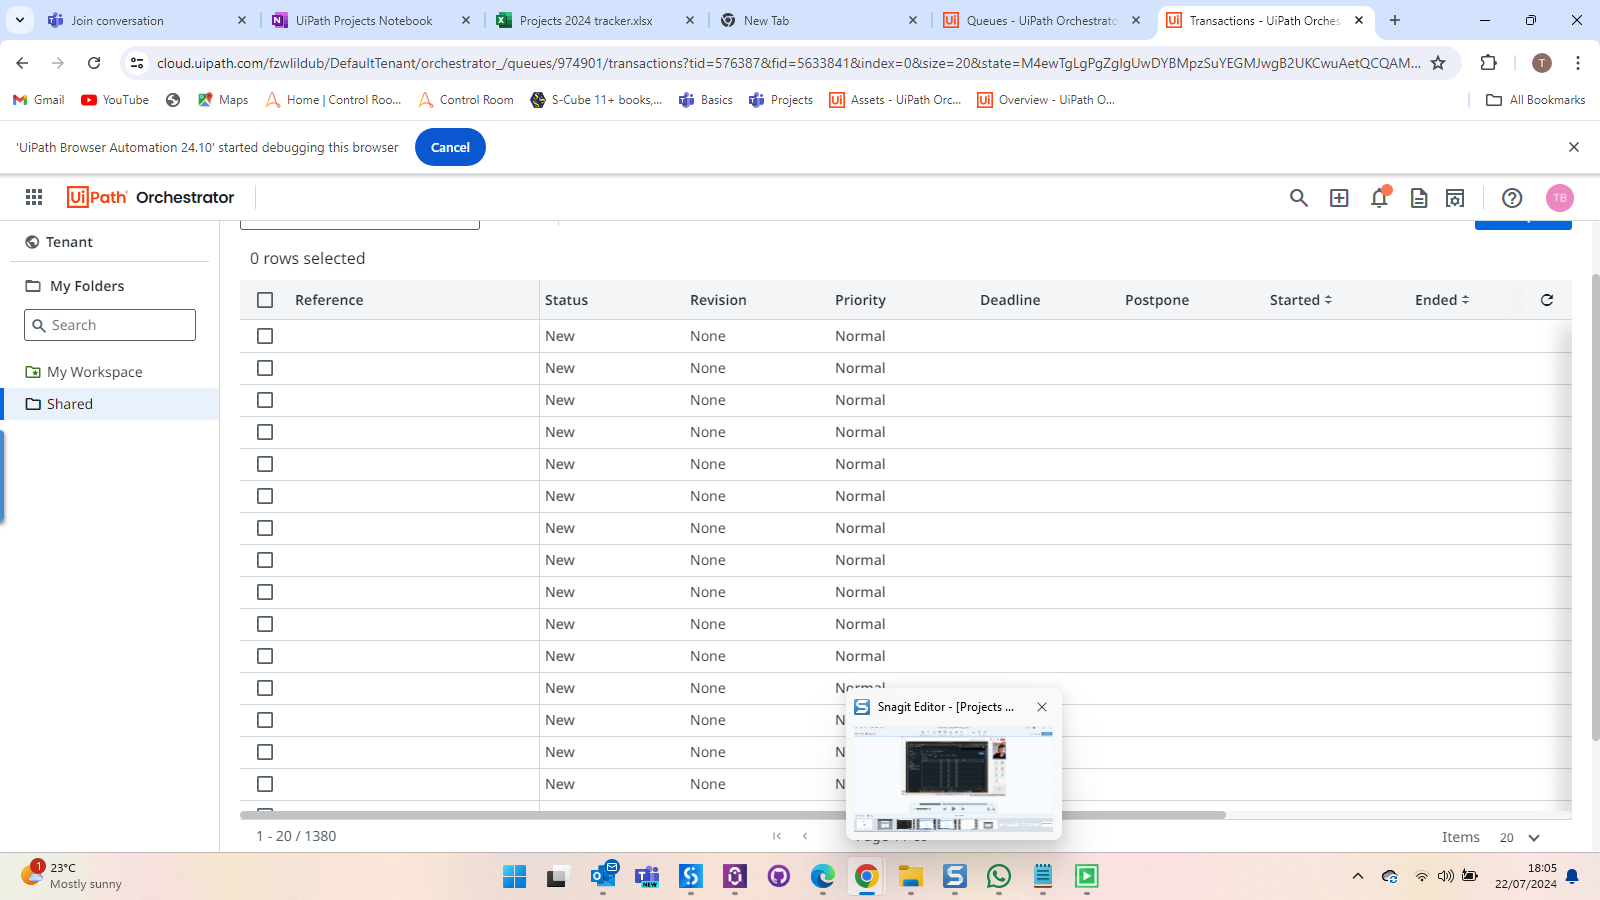 Join conversation
UiPath Projects Notebook
Projects 2024 tracker.xlsx
New Tab
Queues - UiPath Orchestrato
Transactions - UiPath Orches
cloud.uipath.com/fzwlildub/DefaultTenant/orchestrator_/queues/974901/transactions?tid=576387&fid=5633841&index=0&size=20&state=M4ewTgLgPgZglgUwDYBMpzSuYEGMJwgB2UKCwuAetQCQAM...
Gmail
YouTube
Maps
Home | Control Roo...
Control Room
S-Cube 11+ books,...
Basics
Projects
Assets - UiPath Orc...
Overview - UiPath O...
All Bookmarks
'UiPath Browser Automation 24.10' started debugging this browser
Cancel
UiPath Orchestrator
TB
Tenant
My Folders
Search
My Workspace
Shared
0 rows selected
Reference Status Revision Priority Deadline Postpone Started Ended
New None Normal
New None Normal
New None Normal
New None Normal
New None Normal
New None Normal
New None Normal
New None Normal
New None Normal
New None Normal
New None Normal
New None Normal
New None N
New None N
New None N
Snagit Editor - [Projects ...
1 - 20 / 1380
Items 20
1
23°C
Mostly sunny
NEW
18:05
22/07/2024